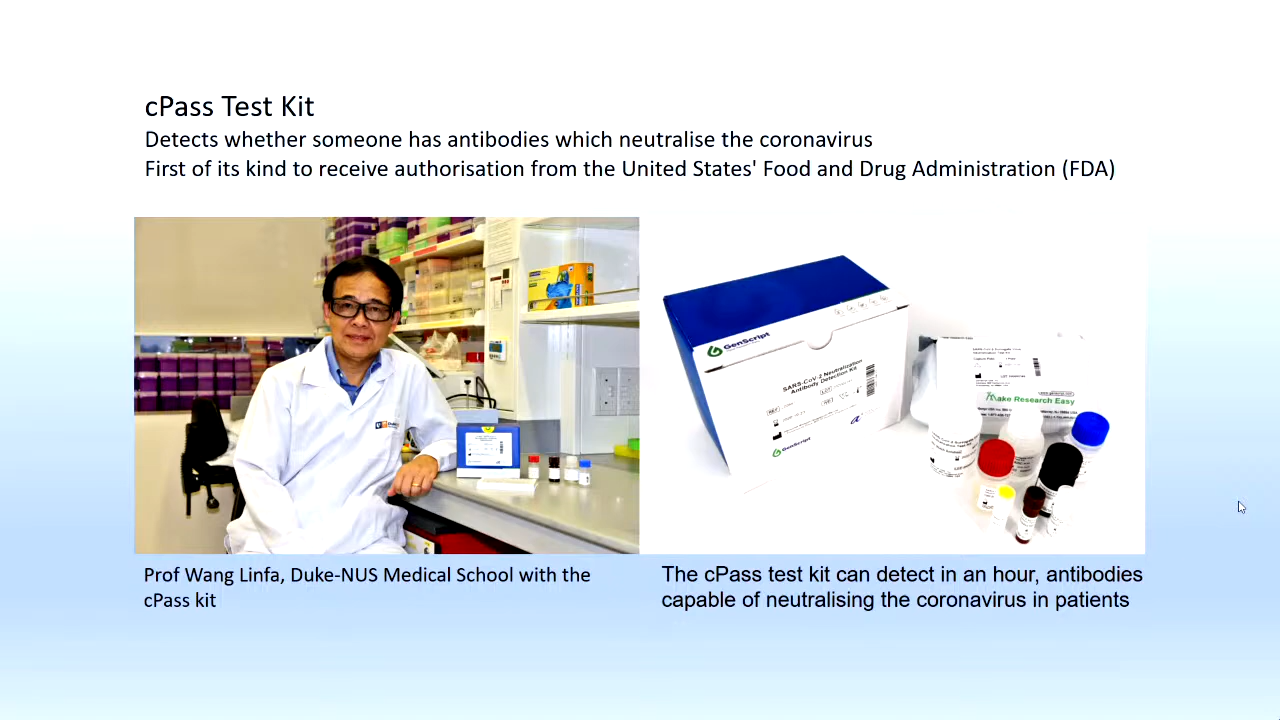 cPass Test Kit
Detects whether someone has antibodies which neutralise the coronavirus
First of its kind to receive authorisation from the United States' Food and Drug Administration (FDA)
GenScript
SARS-CoV-2 Neutralization
Antibody Detection Kit
GenScript
Make Research Easy
Prof Wang Linfa, Duke-NUS Medical School with the
cPass kit
The cPass test kit can detect in an hour, antibodies
capable of neutralising the coronavirus in patients